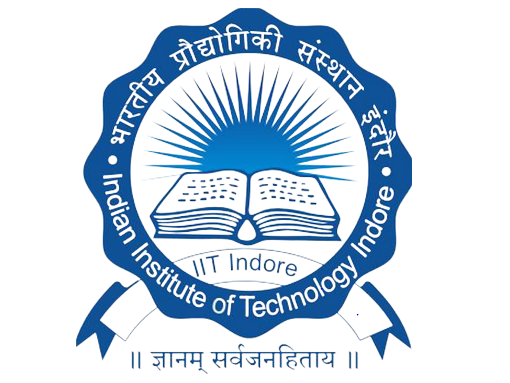 भारतीय प्रौद्योगिकी संस्थान इंदौर
Indian Institute of Technology Indore
IIT Indore
॥ ज्ञानम् सर्वजनहिताय ॥